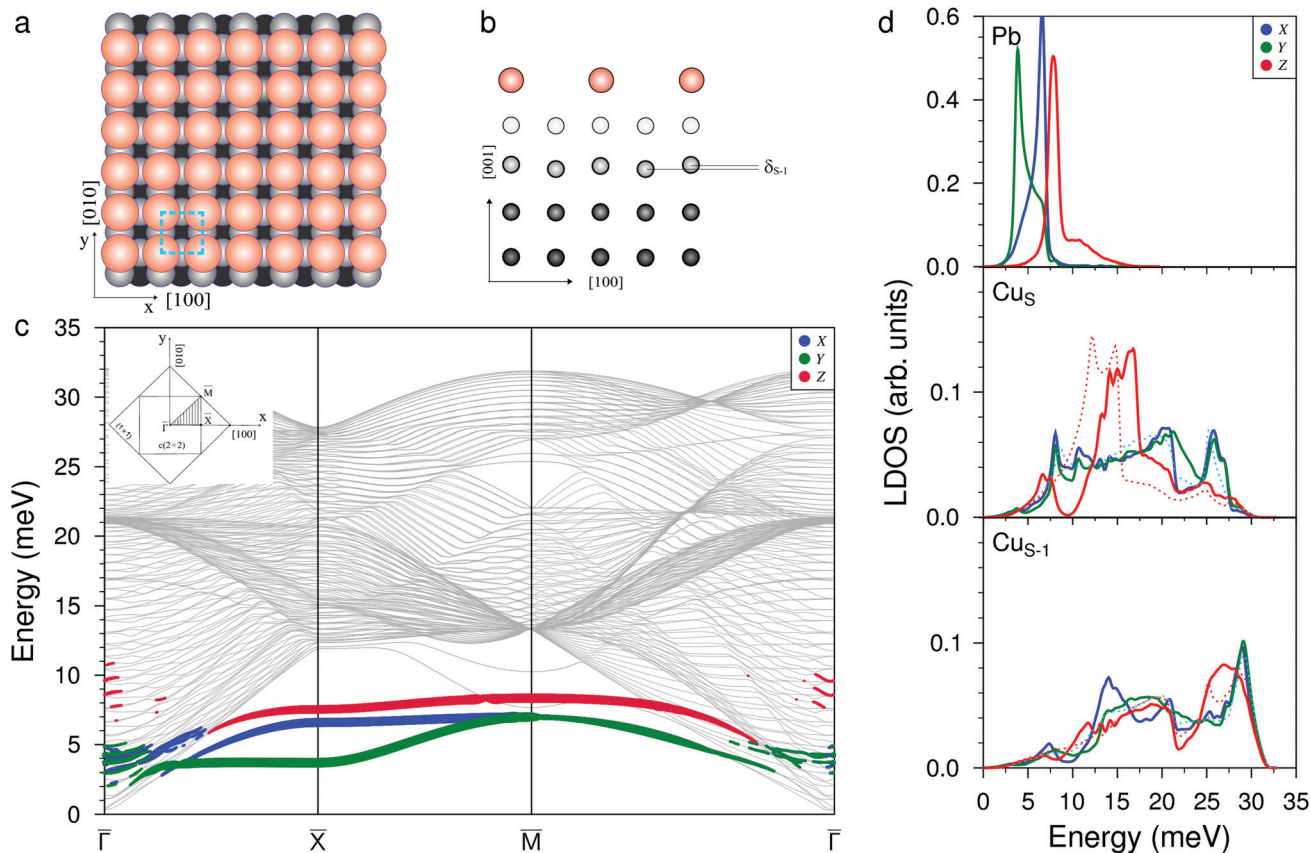 a
[010]
y
x
[100]
b
[001]
δS-1
[100]
c
35
30
25
20
15
10
5
0
Energy (meV)
y
[010]
M̅
Γ̅
X̅
x
[100]
(1×1)
c(2×2)
X
Y
Z
Γ̅
X̅
M̅
Γ̅
d
0.6
0.4
0.2
0.0
Pb
X
Y
Z
0.1
0.0
CuS
LDOS (arb. units)
0.1
0.0
CuS-1
0 5 10 15 20 25 30 35
Energy (meV)